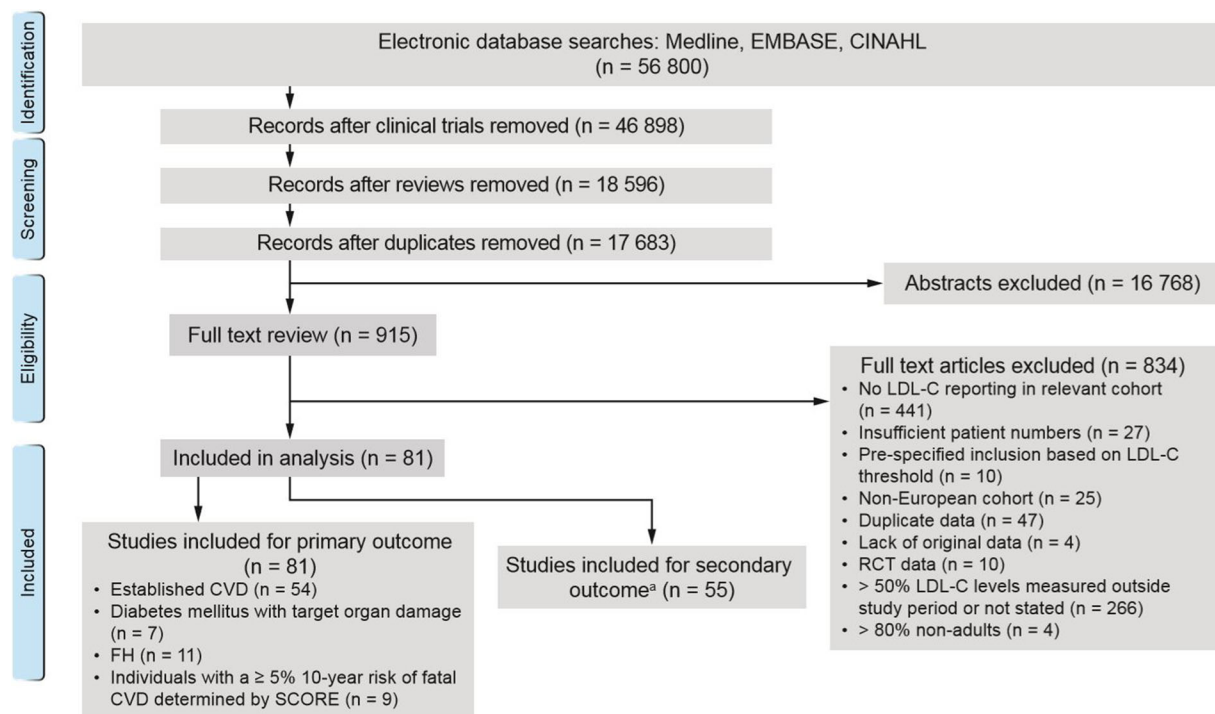 Identification
Electronic database searches: Medline, EMBASE, CINAHL
(n = 56 800)
Records after clinical trials removed (n = 46 898)
Screening
Records after reviews removed (n = 18 596)
Records after duplicates removed (n = 17 683)
Abstracts excluded (n = 16 768)
Eligibility
Full text review (n = 915)
Full text articles excluded (n = 834)
• No LDL-C reporting in relevant cohort
(n = 441)
• Insufficient patient numbers (n = 27)
• Pre-specified inclusion based on LDL-C
threshold (n = 10)
• Non-European cohort (n = 25)
• Duplicate data (n = 47)
• Lack of original data (n = 4)
• RCT data (n = 10)
• > 50% LDL-C levels measured outside
study period or not stated (n = 266)
• > 80% non-adults (n = 4)
Included
Included in analysis (n = 81)
Studies included for primary outcome
(n = 81)
• Established CVD (n = 54)
• Diabetes mellitus with target organ damage
(n = 7)
• FH (n = 11)
• Individuals with a ≥ 5% 10-year risk of fatal
CVD determined by SCORE (n = 9)
Studies included for secondary
outcomeᵃ (n = 55)